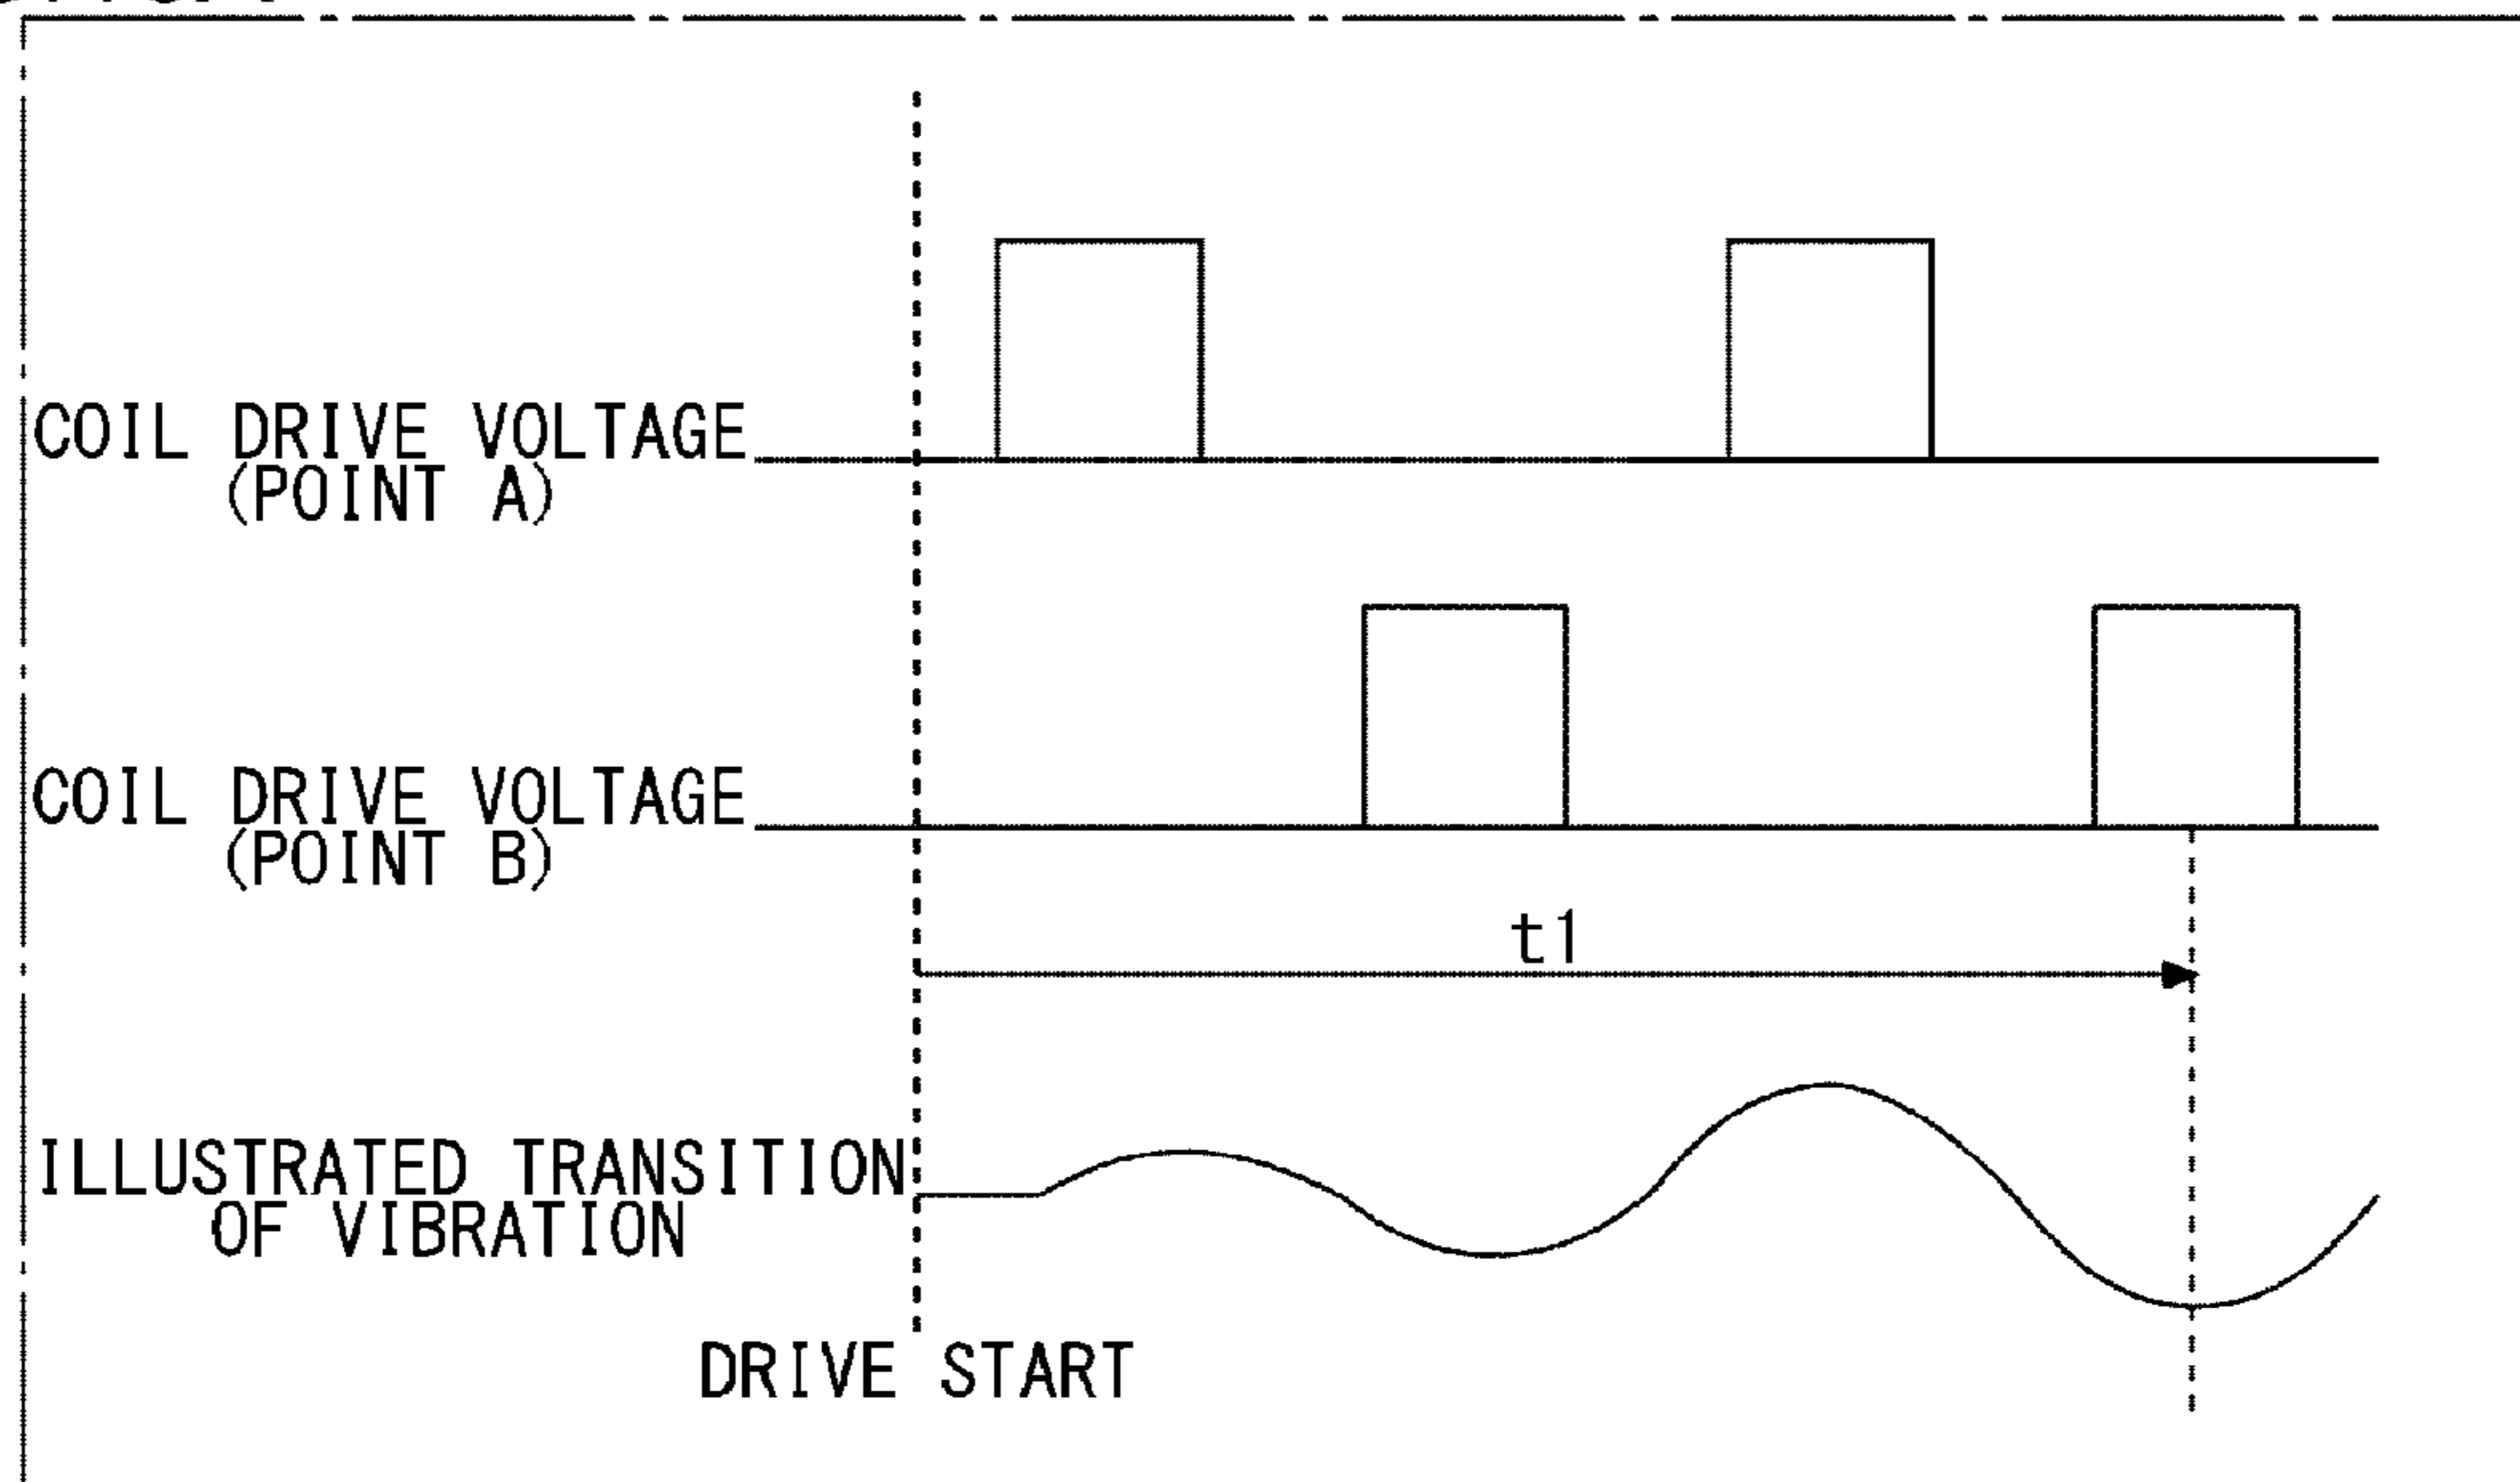 COIL DRIVE VOLTAGE
(POINT A)
COIL DRIVE VOLTAGE
(POINT B)
t1
ILLUSTRATED TRANSITION
OF VIBRATION
DRIVE START